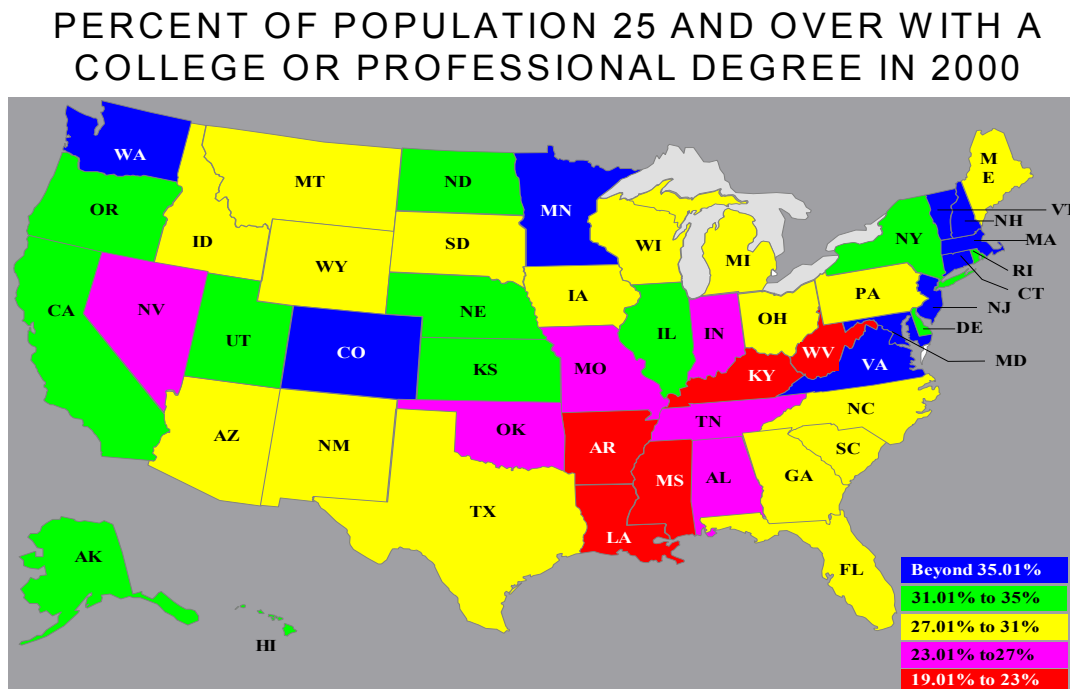 PERCENT OF POPULATION 25 AND OVER WITH A
COLLEGE OR PROFESSIONAL DEGREE IN 2000
WA
MT
ND
MN
M
E
OR
ID
WY
SD
WI
MI
NY
VT
NH
MA
RI
CT
NJ
DE
MD
CA
NV
UT
CO
NE
KS
IA
IL
IN
OH
PA
MO
KY
WV
VA
AZ
NM
OK
TX
AR
LA
TN
MS
AL
NC
SC
GA
FL
AK
HI
Beyond 35.01%
31.01% to 35%
27.01% to 31%
23.01% to27%
19.01% to 23%